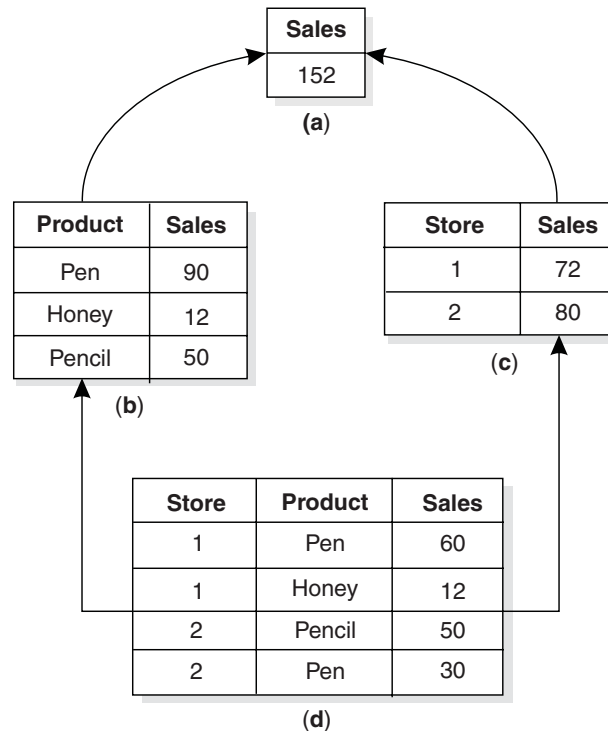 Sales
152
(a)
Product Sales
Pen 90
Honey 12
Pencil 50
(b)
Store Sales
1 72
2 80
(c)
Store Product Sales
1 Pen 60
1 Honey 12
2 Pencil 50
2 Pen 30
(d)